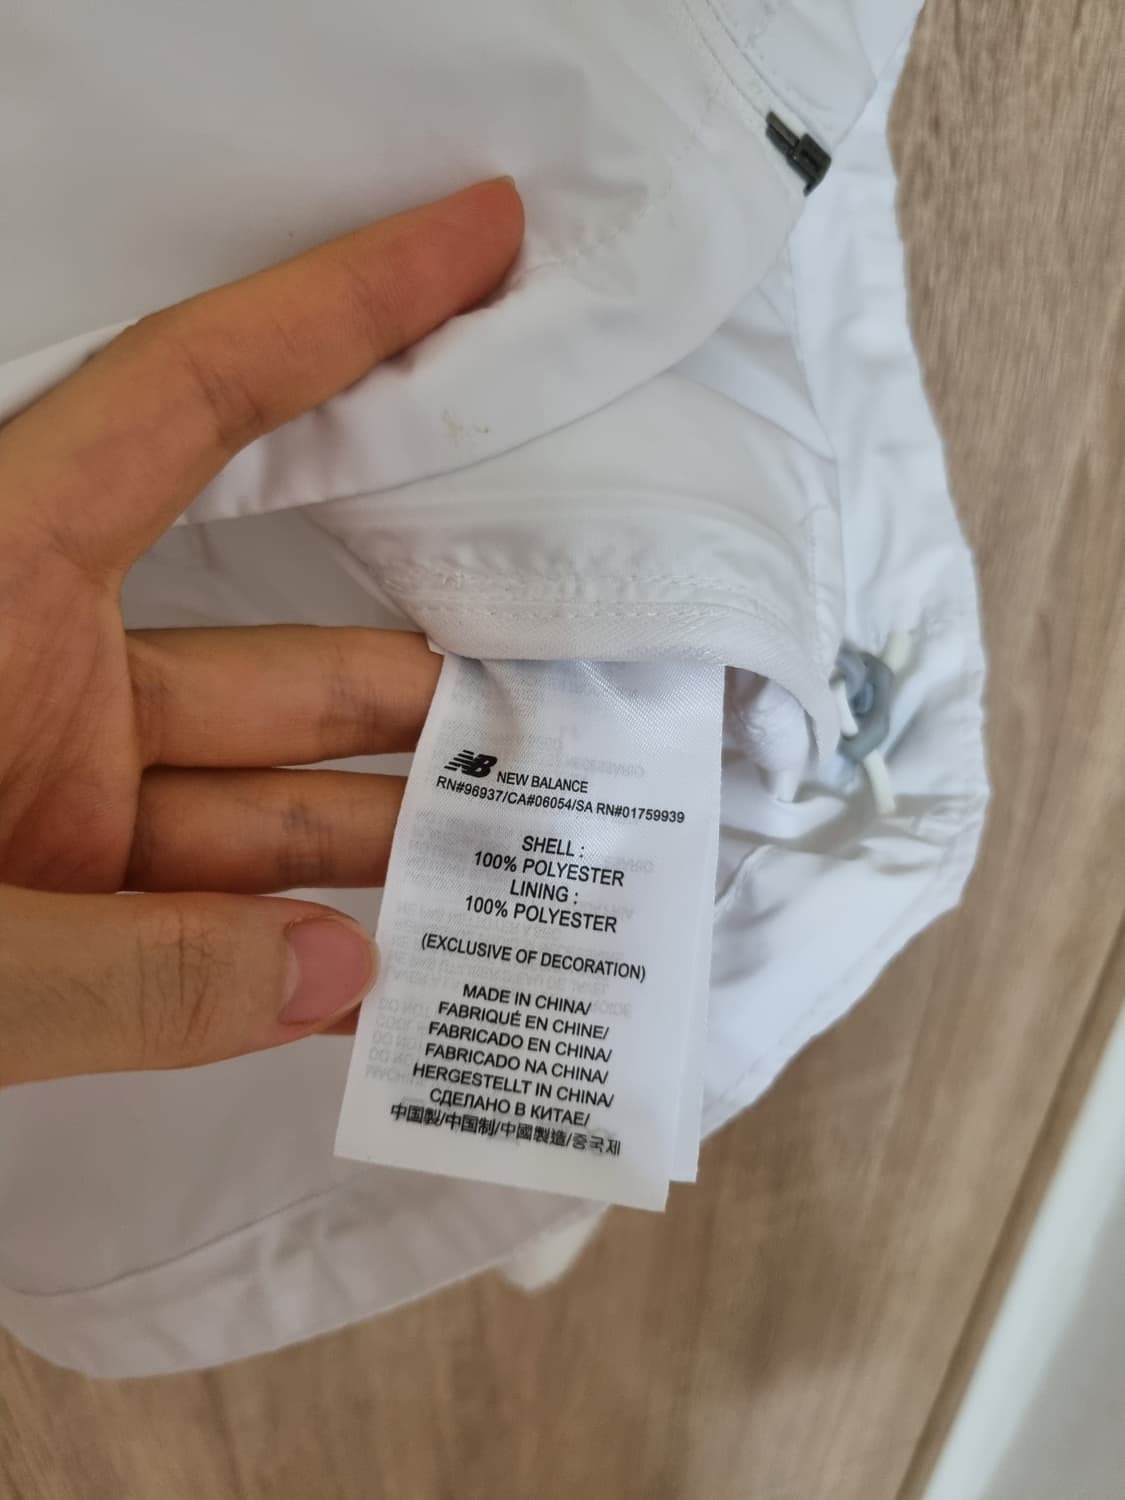 NB NEW BALANCE
RN#96937/CA#06054/SA RN#01759939
SHELL :
100% POLYESTER
LINING :
100% POLYESTER
(EXCLUSIVE OF DECORATION)
MADE IN CHINA/
FABRIQUÉ EN CHINE/
FABRICADO EN CHINA/
FABRICADO NA CHINA/
HERGESTELLT IN CHINA/
СДЕЛАНО В КИТАЕ/
中国製/中国制/中國製造/중국제